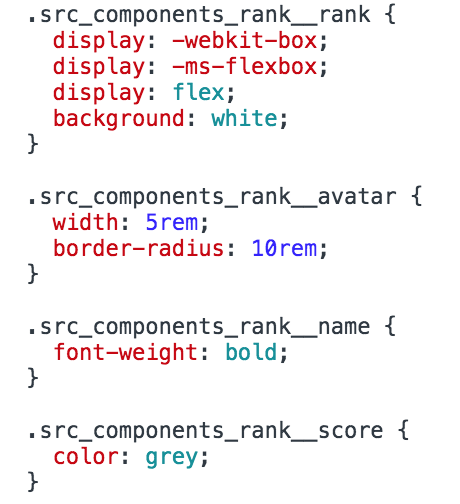 .src_components_rank__rank {
  display: -webkit-box;
  display: -ms-flexbox;
  display: flex;
  background: white;
}

.src_components_rank__avatar {
  width: 5rem;
  border-radius: 10rem;
}

.src_components_rank__name {
  font-weight: bold;
}

.src_components_rank__score {
  color: grey;
}